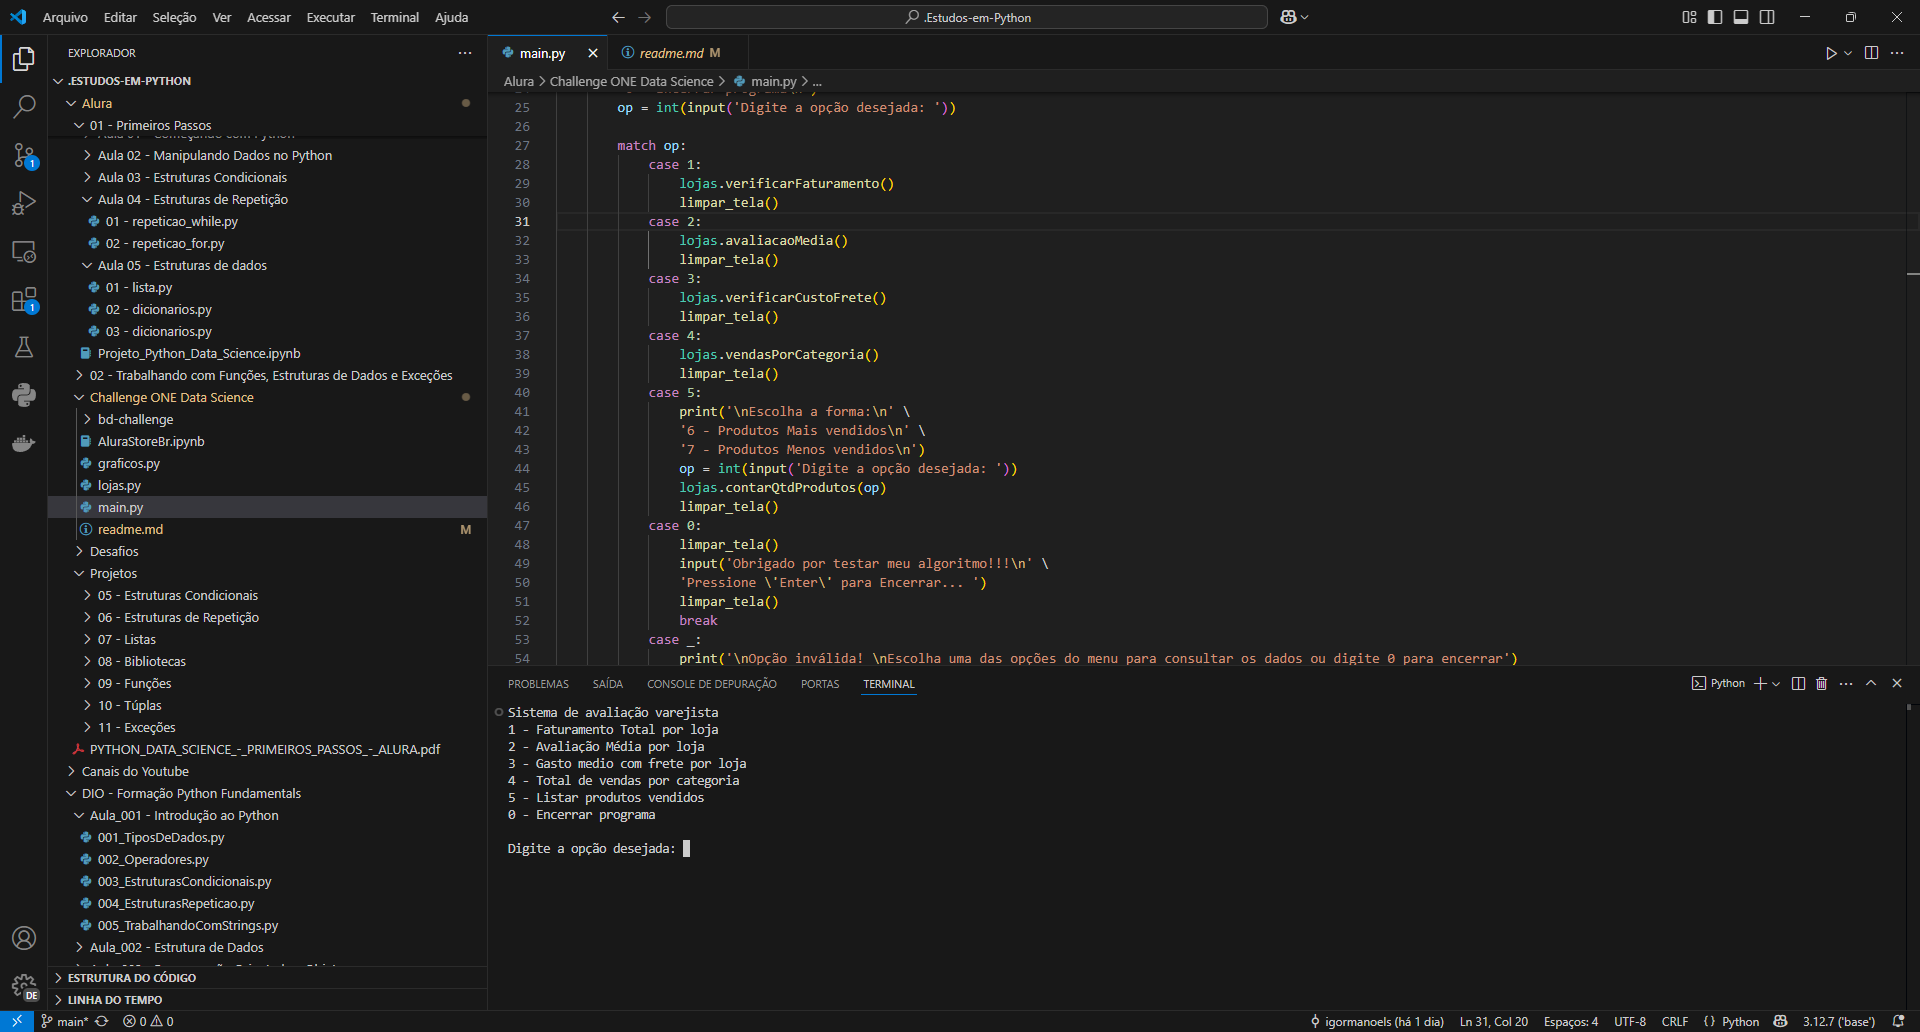 Arquivo Editar Seleção Ver Acessar Executar Terminal Ajuda
.Estudos-em-Python
EXPLORADOR
.ESTUDOS-EM-PYTHON
Alura
01 - Primeiros Passos
Aula 02 - Manipulando Dados no Python
Aula 03 - Estruturas Condicionais
Aula 04 - Estruturas de Repetição
01 - repeticao_while.py
02 - repeticao_for.py
Aula 05 - Estruturas de dados
01 - lista.py
02 - dicionarios.py
03 - dicionarios.py
Projeto_Python_Data_Science.ipynb
02 - Trabalhando com Funções, Estruturas de Dados e Exceções
Challenge ONE Data Science
bd-challenge
AluraStoreBr.ipynb
graficos.py
lojas.py
main.py
readme.md M
Desafios
Projetos
05 - Estruturas Condicionais
06 - Estruturas de Repetição
07 - Listas
08 - Bibliotecas
09 - Funções
10 - Túplas
11 - Exceções
PYTHON_DATA_SCIENCE_-_PRIMEIROS_PASSOS_-_ALURA.pdf
Canais do Youtube
DIO - Formação Python Fundamentals
Aula_001 - Introdução ao Python
001_TiposDeDados.py
002_Operadores.py
003_EstruturasCondicionais.py
004_EstruturasRepeticao.py
005_TrabalhandoComStrings.py
Aula_002 - Estrutura de Dados
ESTRUTURA DO CÓDIGO
LINHA DO TEMPO
1
1
DE
main.py
readme.md M
Alura > Challenge ONE Data Science > main.py > ...
25 op = int(input('Digite a opção desejada: '))
26
27 match op:
28 case 1:
29 lojas.verificarFaturamento()
30 limpar_tela()
31 case 2:
32 lojas.avaliacaoMedia()
33 limpar_tela()
34 case 3:
35 lojas.verificarCustoFrete()
36 limpar_tela()
37 case 4:
38 lojas.vendasPorCategoria()
39 limpar_tela()
40 case 5:
41 print('\nEscolha a forma:\n' \
42 '6 - Produtos Mais vendidos\n' \
43 '7 - Produtos Menos vendidos\n')
44 op = int(input('Digite a opção desejada: '))
45 lojas.contarQtdProdutos(op)
46 limpar_tela()
47 case 0:
48 limpar_tela()
49 input('Obrigado por testar meu algoritmo!!!\n' \
50 'Pressione \'Enter\' para Encerrar... ')
51 limpar_tela()
52 break
53 case _:
54 print('\nOpção inválida! \nEscolha uma das opções do menu para consultar os dados ou digite 0 para encerrar')
PROBLEMAS SAÍDA CONSOLE DE DEPURAÇÃO PORTAS TERMINAL
Python
Sistema de avaliação varejista
1 - Faturamento Total por loja
2 - Avaliação Média por loja
3 - Gasto medio com frete por loja
4 - Total de vendas por categoria
5 - Listar produtos vendidos
0 - Encerrar programa
Digite a opção desejada:
main* 0 0
igormanoels (há 1 dia) Ln 31, Col 20 Espaços: 4 UTF-8 CRLF {} Python 3.12.7 ('base')